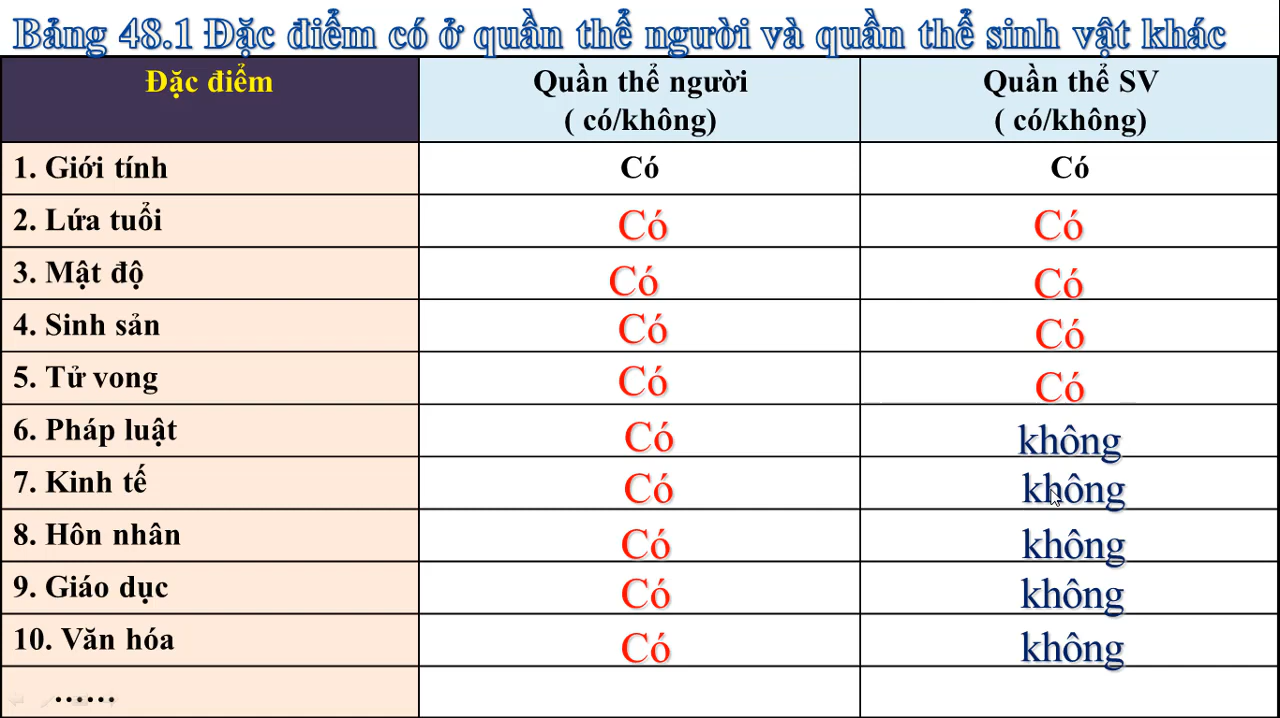 Bảng 48.1 Đặc điểm có ở quần thể người và quần thể sinh vật khác
Đặc điểm Quần thể người Quần thể SV
( có/không) ( có/không)
1. Giới tính Có Có
2. Lứa tuổi Có Có
3. Mật độ Có Có
4. Sinh sản Có Có
5. Tử vong Có Có
6. Pháp luật Có không
7. Kinh tế Có không
8. Hôn nhân Có không
9. Giáo dục Có không
10. Văn hóa Có không
......